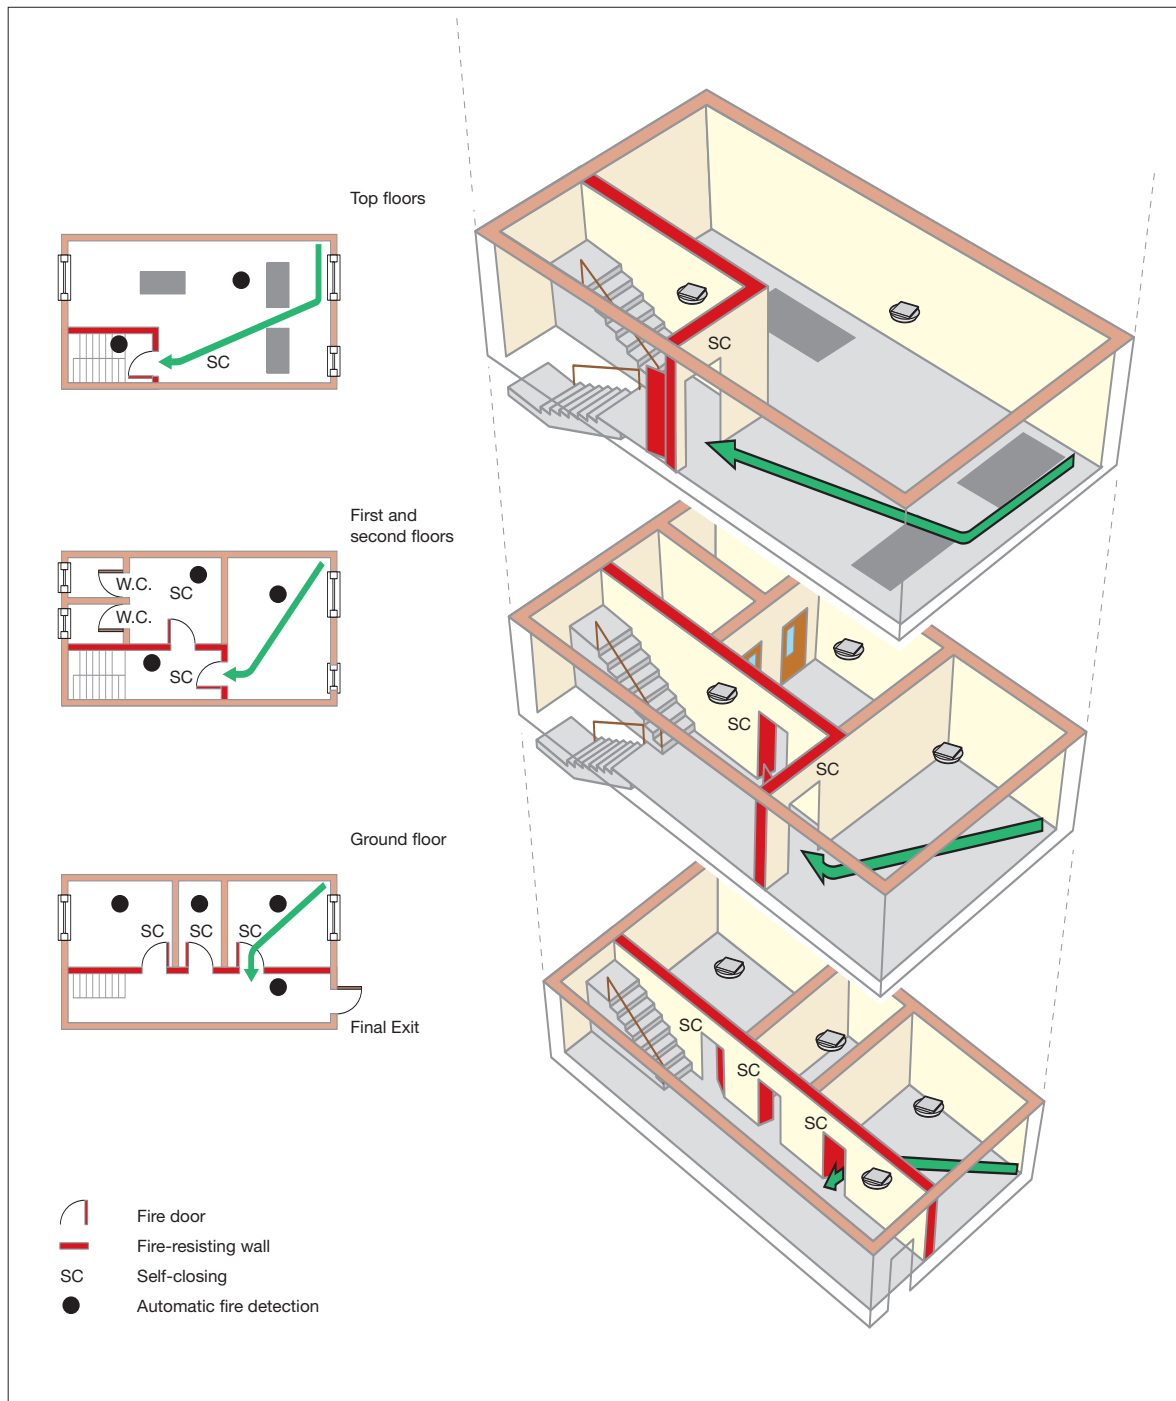 Top floors
SC
SC
First and
second floors
W.C.
SC
W.C.
SC
SC
SC
Ground floor
SC
SC
SC
SC
SC
SC
Final Exit
Fire door
Fire-resisting wall
SC
Self-closing
Automatic fire detection